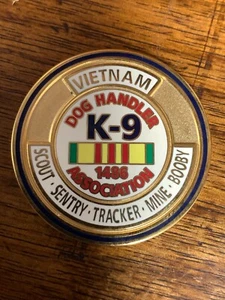 VIETNAM
DOG HANDLER
K-9
1486
ASSOCIATION
SCOUT · SENTRY · TRACKER · MINE · BOOBY